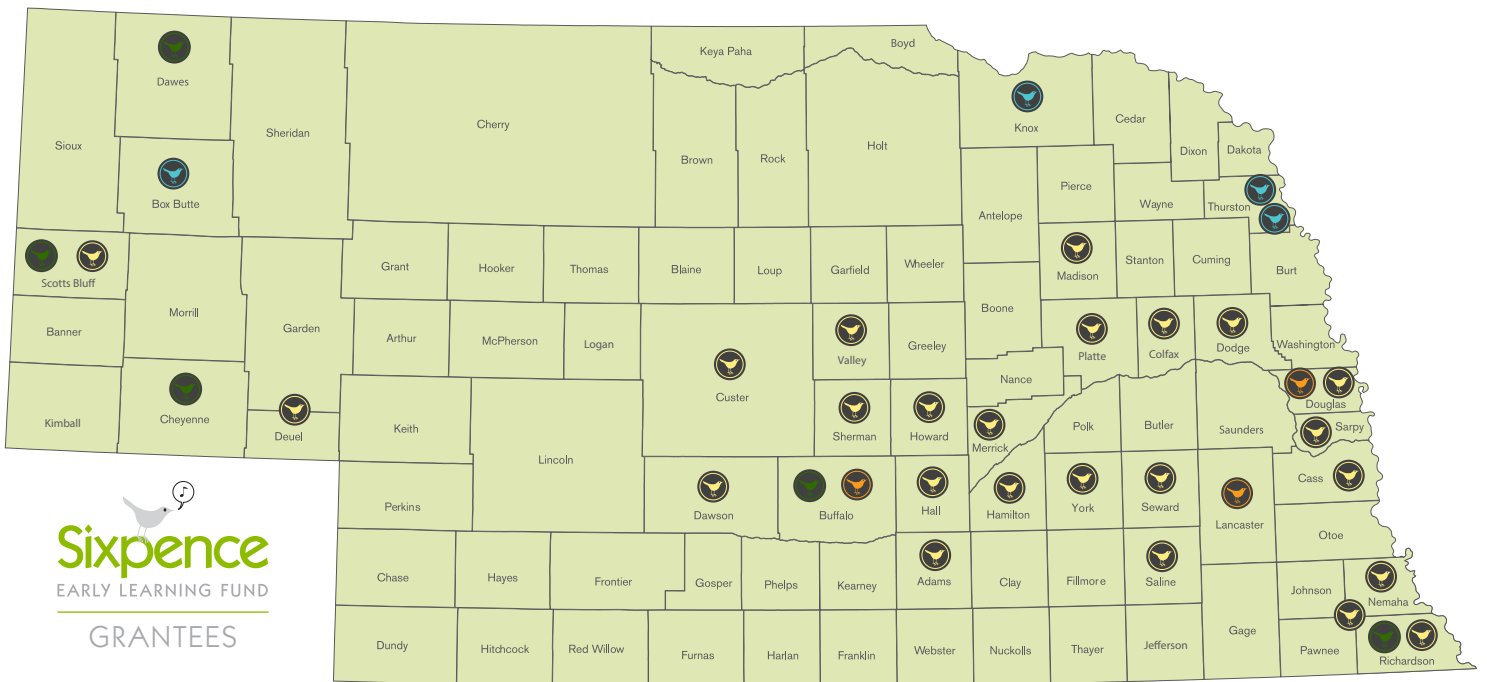 Boyd
Keya Paha
Dawes
Cherry
Sheridan
Sioux
Knox
Cedar
Dixon
Dakota
Holt
Brown
Rock
Box Butte
Pierce
Antelope
Wayne
Thurston
Grant
Hooker
Thomas
Blaine
Loup
Garfield
Wheeler
Madison
Stanton
Cuming
Burt
Scotts Bluff
Morrill
Garden
Banner
Arthur
McPherson
Logan
Valley
Greeley
Boone
Platte
Colfax
Dodge
Washington
Custer
Nance
Kimball
Cheyenne
Deuel
Keith
Sherman
Howard
Merrick
Polk
Butler
Saunders
Douglas
Sarpy
Lincoln
Perkins
Dawson
Buffalo
Hall
Hamilton
York
Seward
Lancaster
Cass
Otoe
Chase
Hayes
Frontier
Gosper
Phelps
Kearney
Adams
Clay
Fillmore
Saline
Johnson
Nemaha
Dundy
Hitchcock
Red Willow
Furnas
Harlan
Franklin
Webster
Nuckolls
Thayer
Jefferson
Gage
Pawnee
Richardson
Sixpence
EARLY LEARNING FUND
GRANTEES